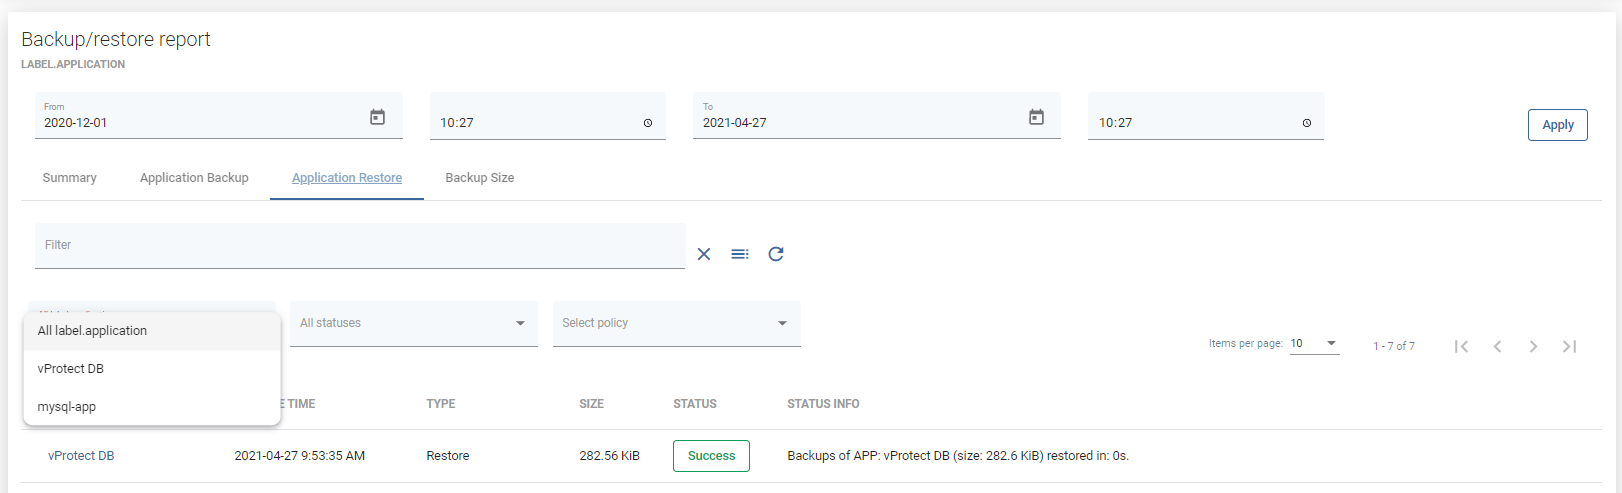 Backup/restore report
LABEL.APPLICATION
From
2020-12-01
10:27
To
2021-04-27
10:27
Apply
Summary
Application Backup
Application Restore
Backup Size
Filter
All label.application
vProtect DB
mysql-app
All statuses
Select policy
Items per page: 10
1 - 7 of 7
TIME
TYPE
SIZE
STATUS
STATUS INFO
vProtect DB
2021-04-27 9:53:35 AM
Restore
282.56 KiB
Success
Backups of APP: vProtect DB (size: 282.6 KiB) restored in: 0s.